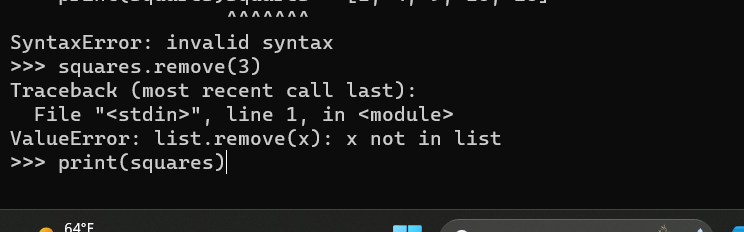 ^^^^^^^
SyntaxError: invalid syntax
>>> squares.remove(3)
Traceback (most recent call last):
  File "<stdin>", line 1, in <module>
ValueError: list.remove(x): x not in list
>>> print(squares)
64°F